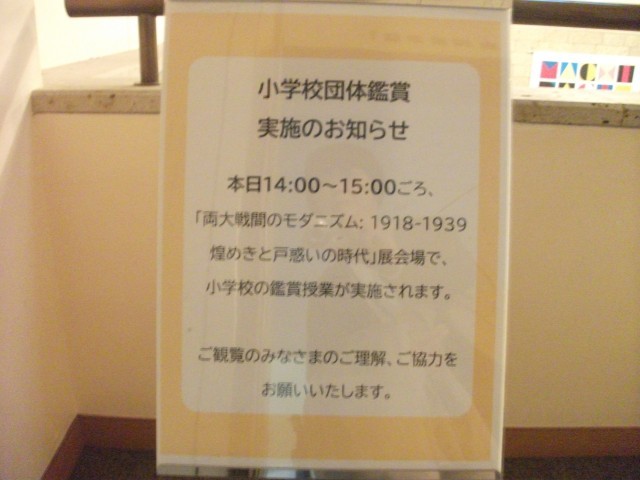 小学校団体鑑賞
実施のお知らせ
本日14:00～15:00ごろ、
「両大戦間のモダニズム: 1918-1939
煌めきと戸惑いの時代」展会場で、
小学校の鑑賞授業が実施されます。
ご観覧のみなさまのご理解、ご協力を
お願いいたします。